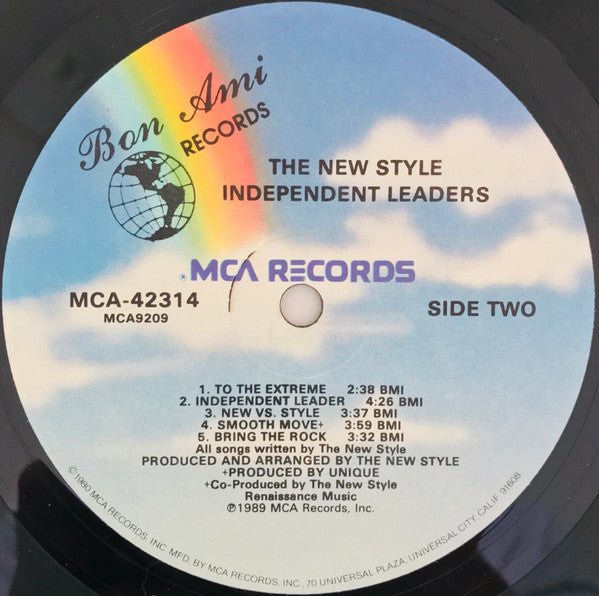 Bon Ami
RECORDS
THE NEW STYLE
INDEPENDENT LEADERS
MCA RECORDS
MCA-42314
MCA9209
SIDE TWO
1. TO THE EXTREME 2:38 BMI
2. INDEPENDENT LEADER 4:26 BMI
3. NEW VS. STYLE 3:37 BMI
4. SMOOTH MOVE+ 3:59 BMI
5. BRING THE ROCK 3:32 BMI
All songs written by The New Style
PRODUCED AND ARRANGED BY THE NEW STYLE
+PRODUCED BY UNIQUE
+Co-Produced by The New Style
Renaissance Music
℗1989 MCA Records, Inc.
©1980 MCA RECORDS, INC. MFD. BY MCA RECORDS, INC., 70 UNIVERSAL PLAZA, UNIVERSAL CITY, CALIF. 91608